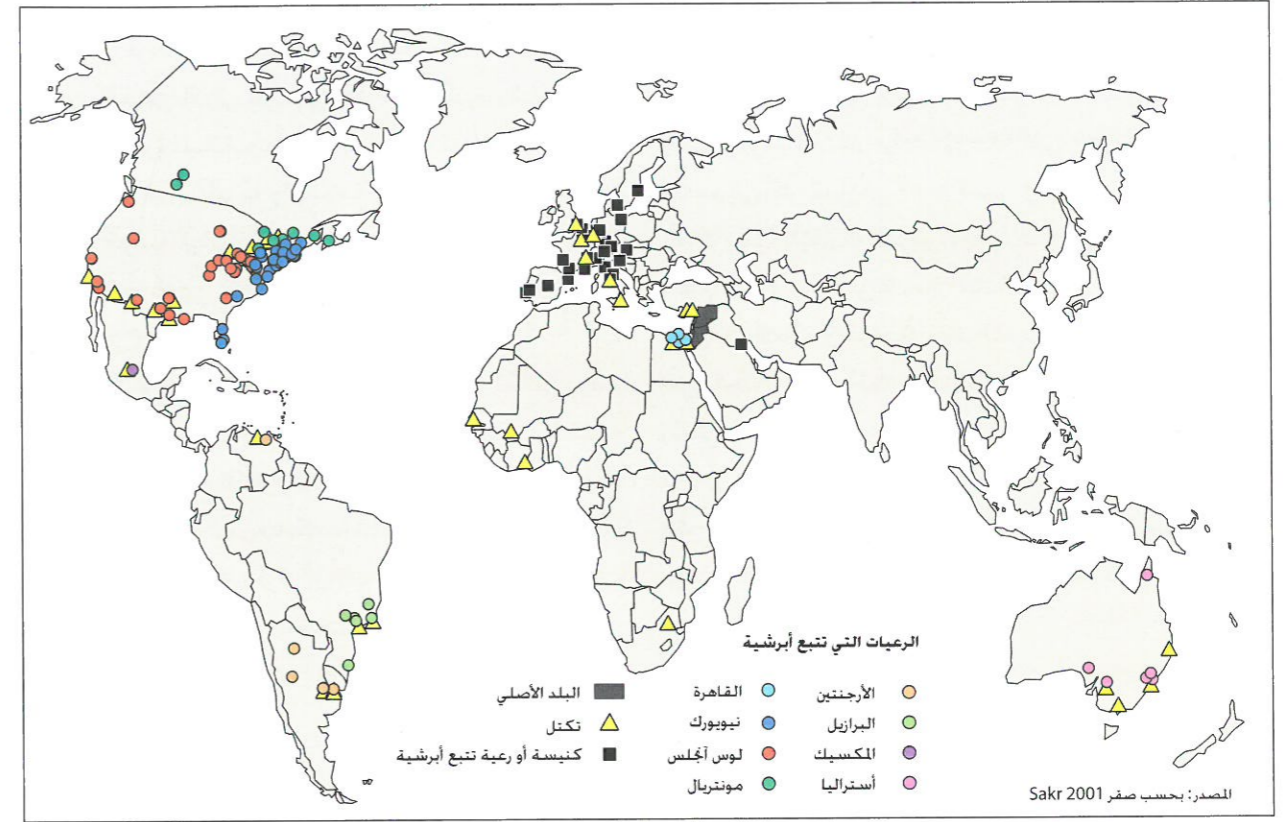 الرعيات التي تتبع أبرشية
الأرجنتين
البرازيل
المكسيك
أستراليا
القاهرة
نيويورك
لوس آنجلس
مونتريال
البلد الأصلي
تكتل
كنيسة أو رعية تتبع أبرشية
المصدر: بحسب صقر Sakr 2001